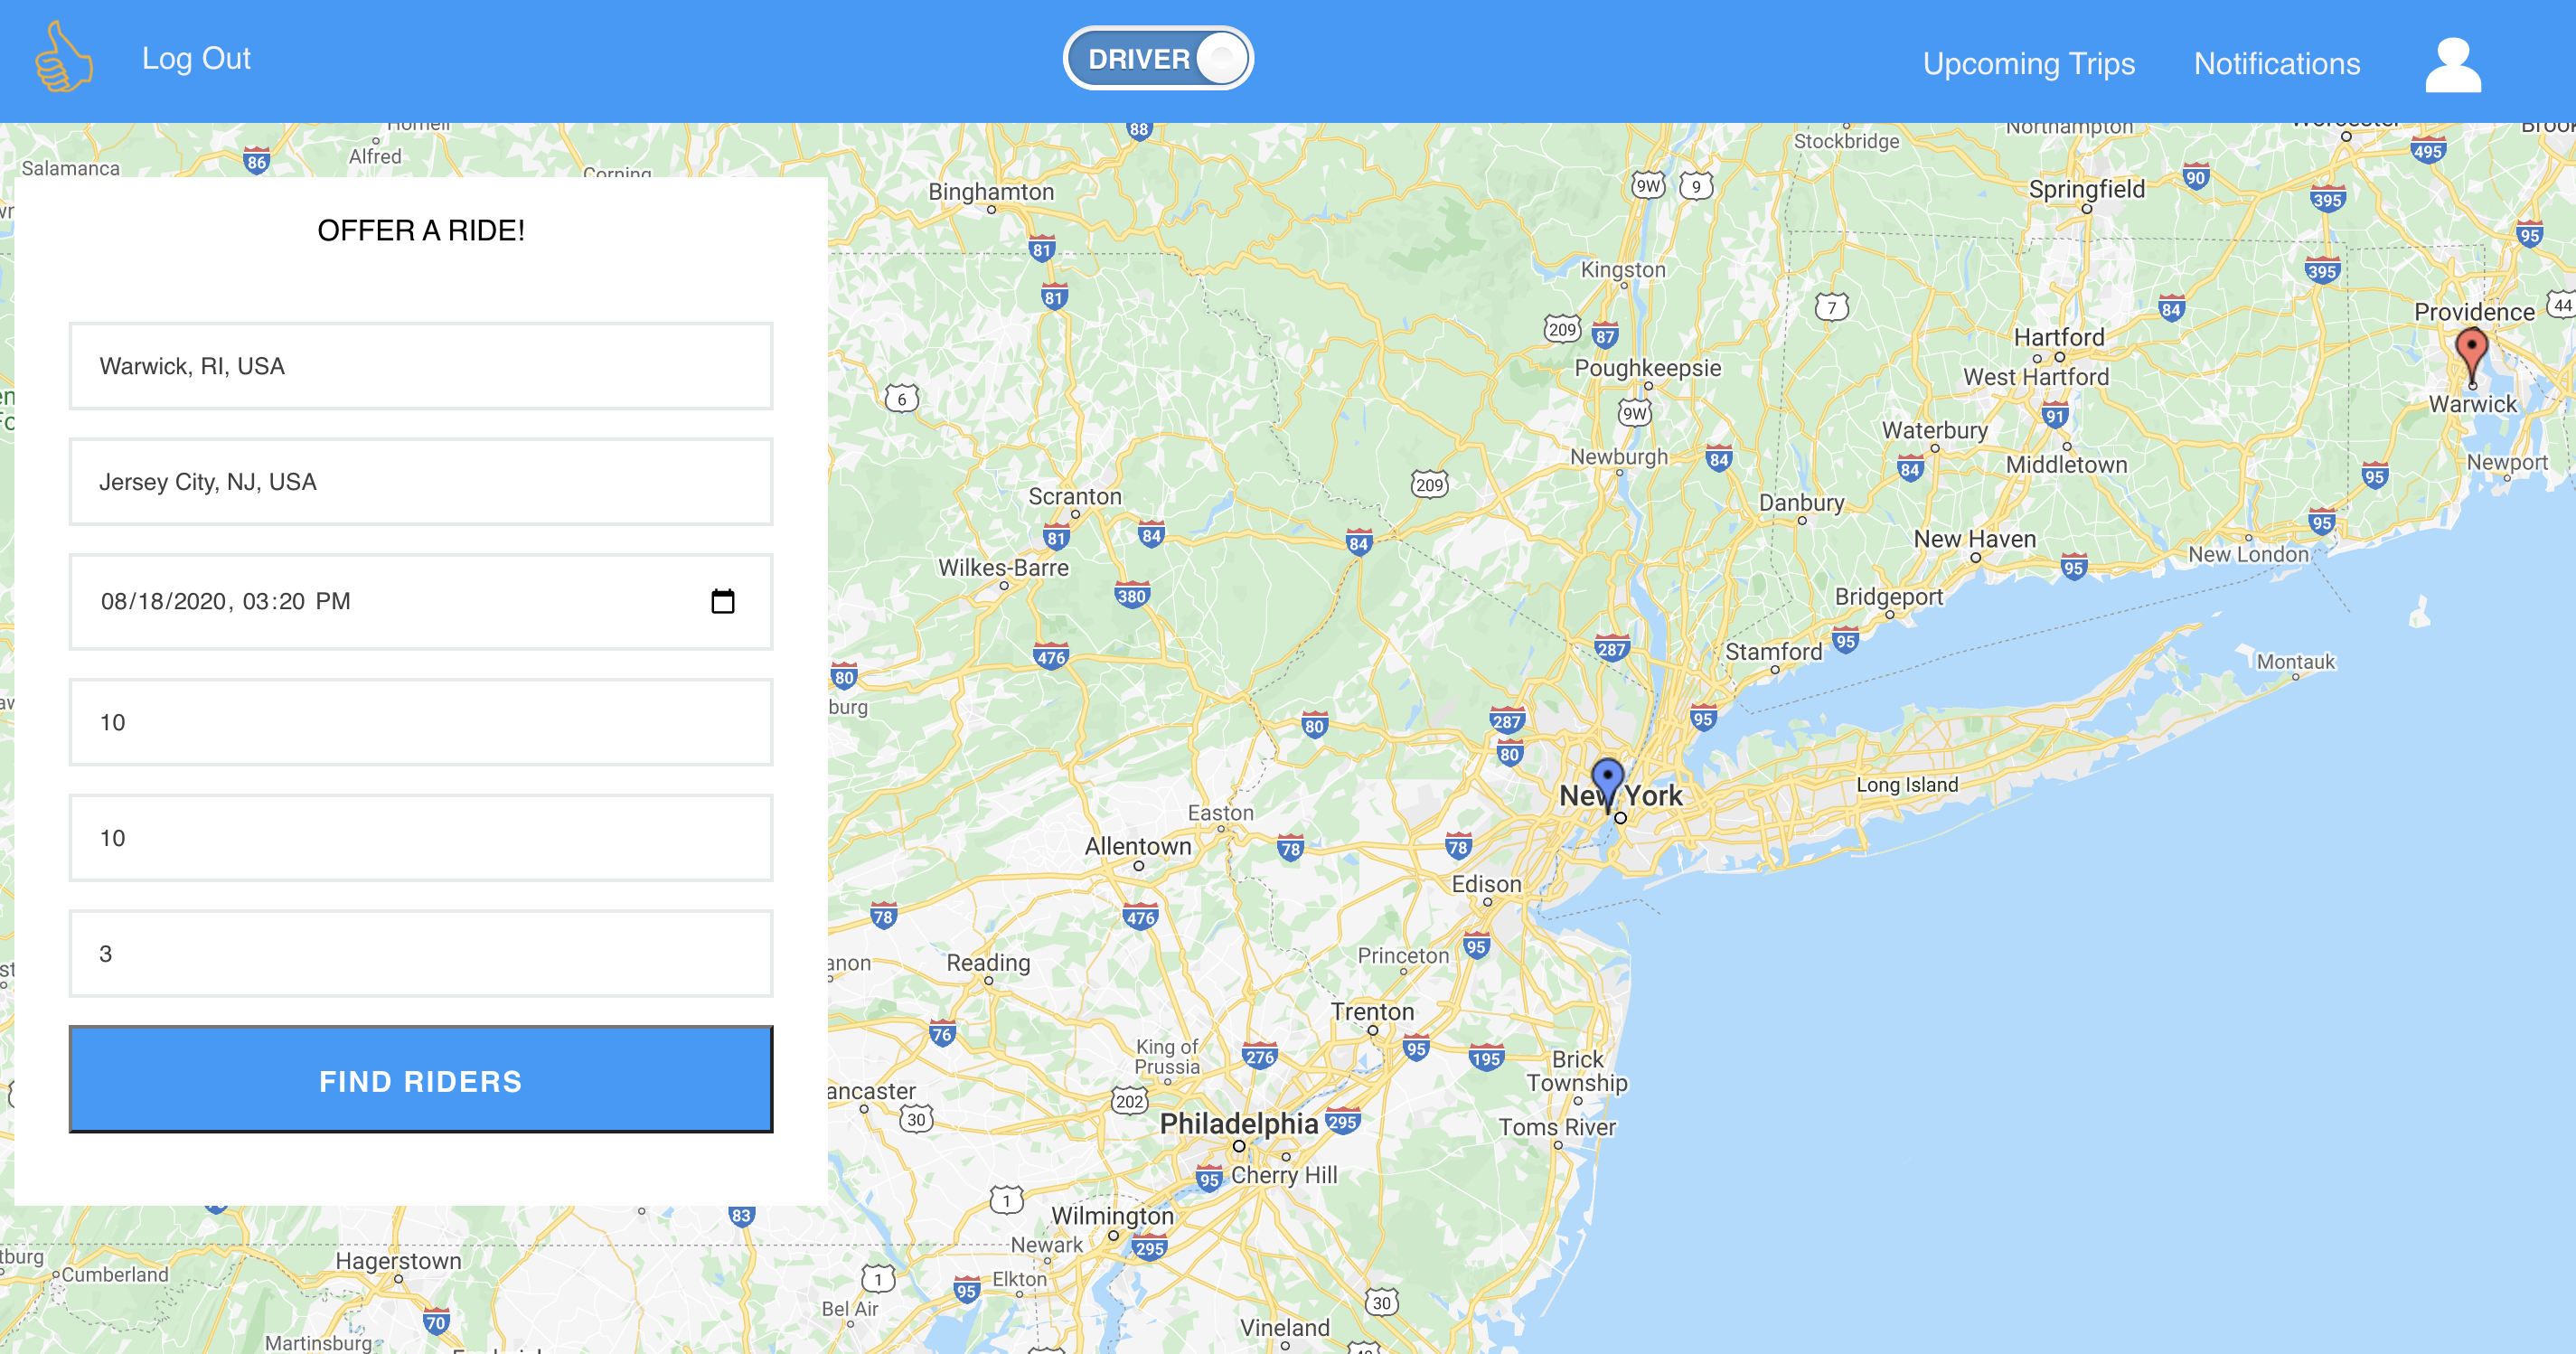 Log Out
DRIVER
Upcoming Trips
Notifications
OFFER A RIDE!
Warwick, RI, USA
Jersey City, NJ, USA
08/18/2020, 03:20 PM
10
10
3
FIND RIDERS
88
Stockbridge
Northampton
495
86
Alfred
Salamanca
Corning
Binghamton
9W
9
Springfield
90
395
95
81
Kingston
395
81
7
84
44
Providence
209
87
Hartford
Poughkeepsie
West Hartford
6
9W
91
Warwick
Waterbury
Newburgh
84
84
Middletown
Newport
95
209
Scranton
Danbury
81
84
84
New Haven
95
New London
Wilkes-Barre
95
380
Bridgeport
95
476
287
Stamford
Montauk
80
burg
80
287
95
80
New York
Long Island
Easton
Allentown
78
78
Edison
78
476
95
anon
Reading
Princeton
Trenton
76
King of
Prussia
276
95
195
Brick
Township
ancaster
30
202
Philadelphia
295
Toms River
95
Cherry Hill
1
83
Wilmington
Newark
295
tburg
Cumberland
Hagerstown
1
95
Elkton
30
Bel Air
70
Vineland
Martinsburg